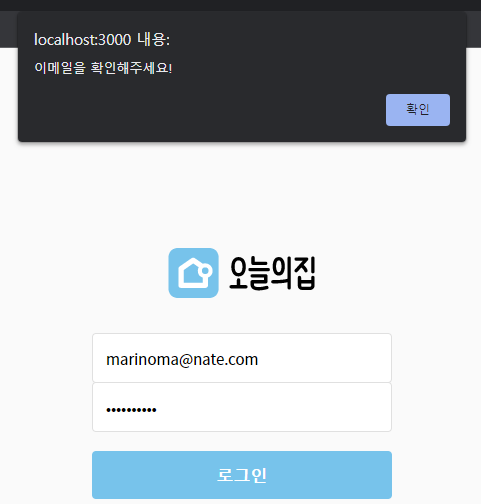 localhost:3000 내용:
이메일을 확인해주세요!
확인
오늘의집
marinoma@nate.com
••••••••••
로그인